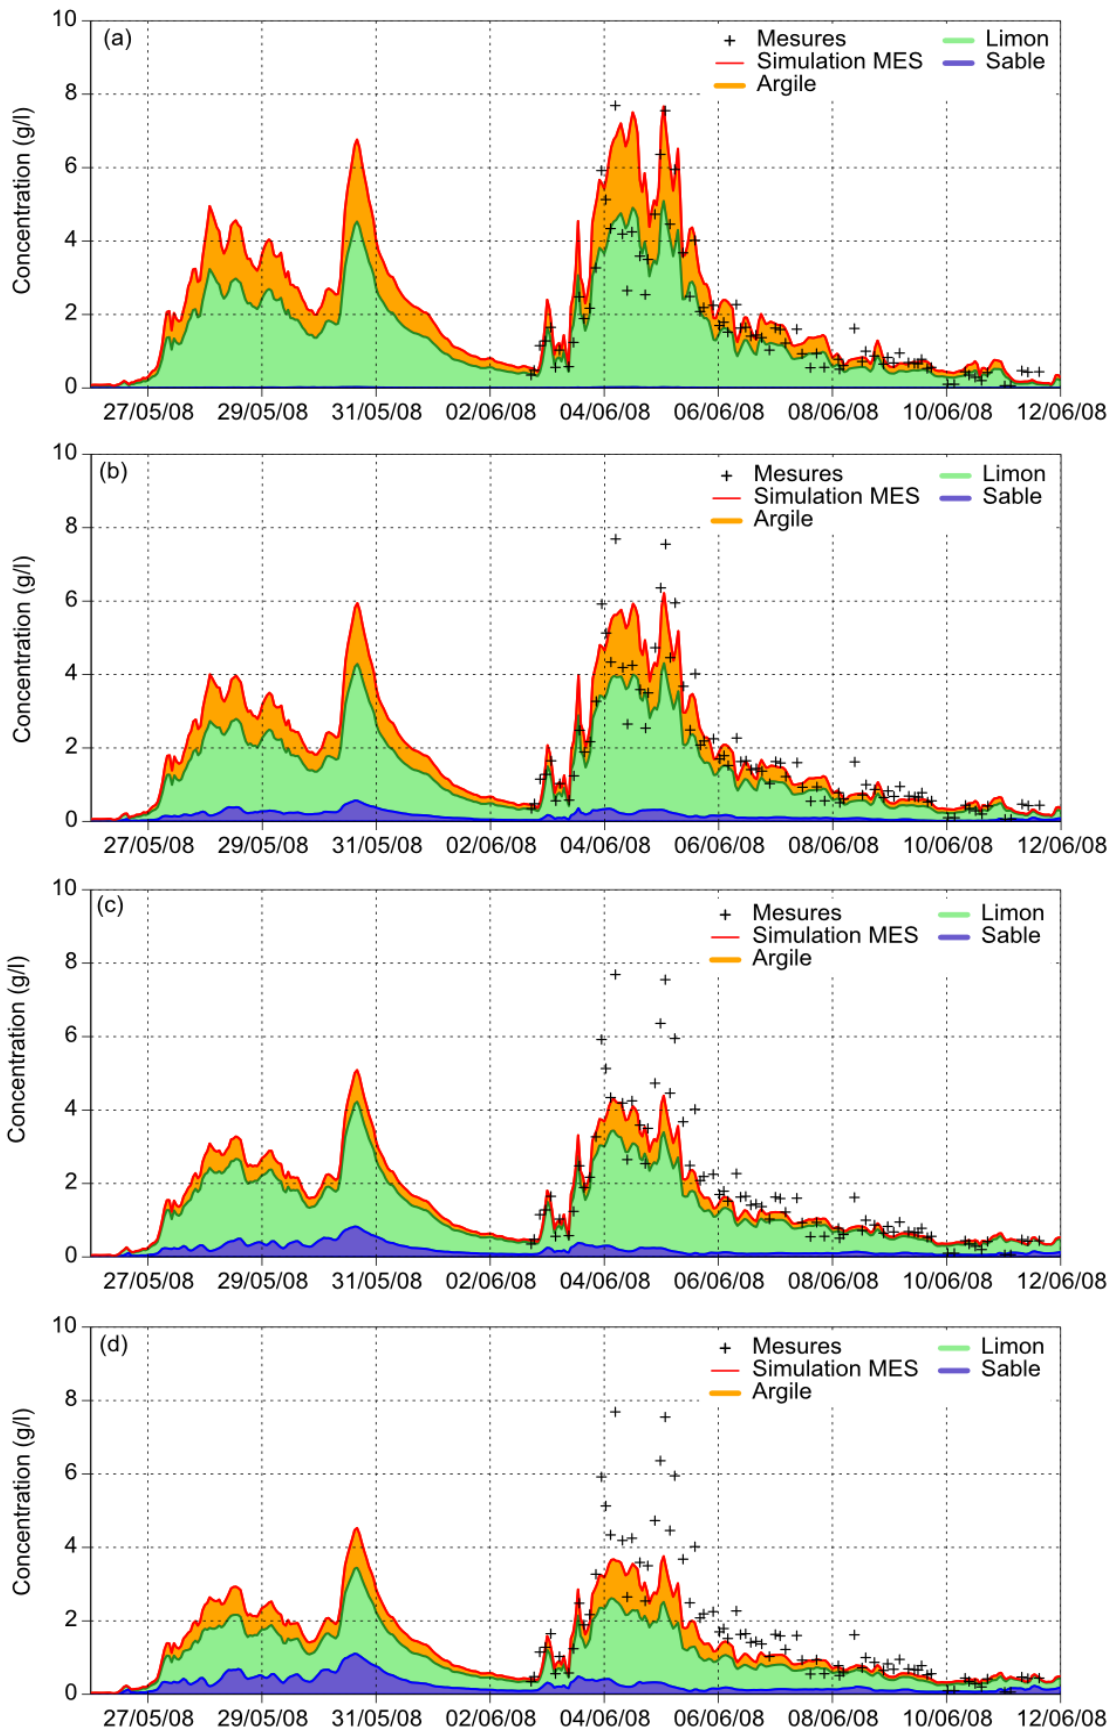 (a)
Mesures
Limon
Simulation MES
Sable
Argile
Concentration (g/l)
10
8
6
4
2
0
27/05/08 29/05/08 31/05/08 02/06/08 04/06/08 06/06/08 08/06/08 10/06/08 12/06/08
(b)
Mesures
Limon
Simulation MES
Sable
Argile
Concentration (g/l)
10
8
6
4
2
0
27/05/08 29/05/08 31/05/08 02/06/08 04/06/08 06/06/08 08/06/08 10/06/08 12/06/08
(c)
Mesures
Limon
Simulation MES
Sable
Argile
Concentration (g/l)
10
8
6
4
2
0
27/05/08 29/05/08 31/05/08 02/06/08 04/06/08 06/06/08 08/06/08 10/06/08 12/06/08
(d)
Mesures
Limon
Simulation MES
Sable
Argile
Concentration (g/l)
10
8
6
4
2
0
27/05/08 29/05/08 31/05/08 02/06/08 04/06/08 06/06/08 08/06/08 10/06/08 12/06/08